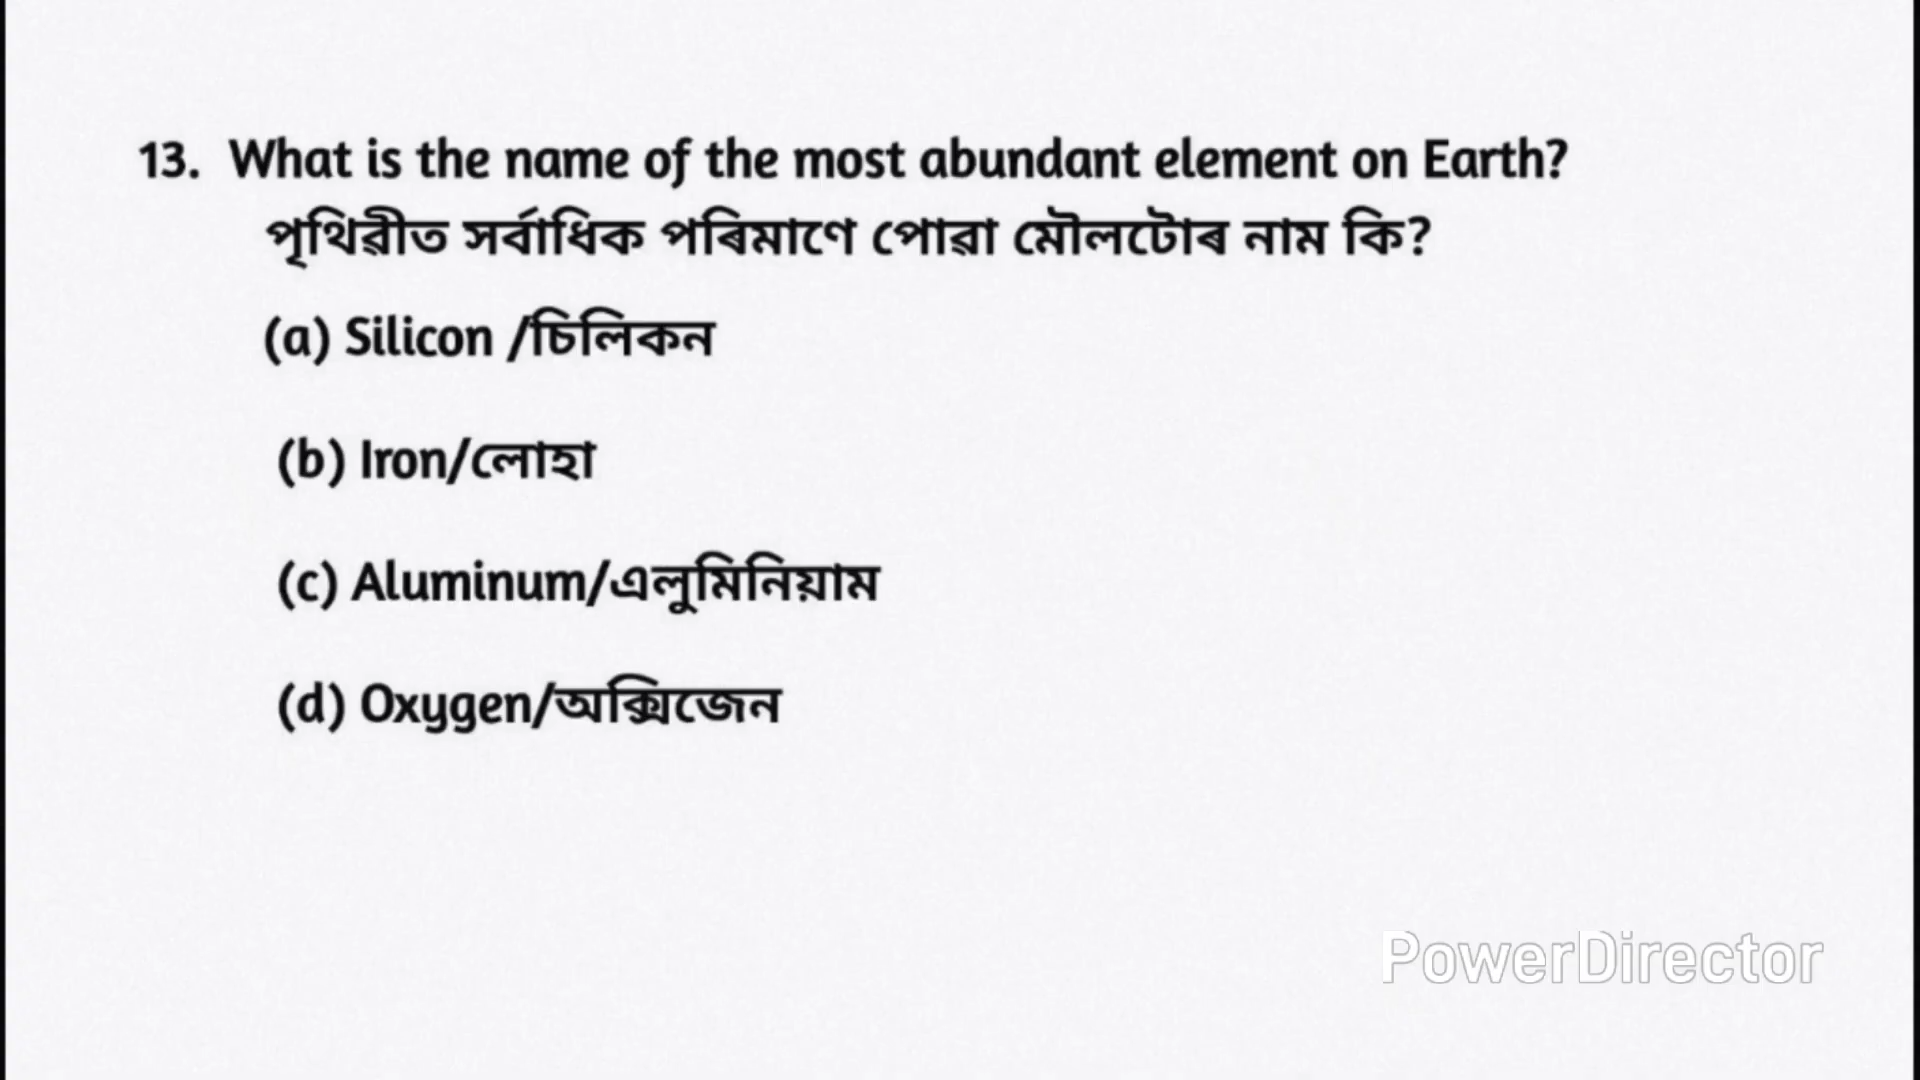 13. What is the name of the most abundant element on Earth?
পৃথিৱীত সৰ্বাধিক পৰিমাণে পোৱা মৌলটোৰ নাম কি?
(a) Silicon /চিলিকন
(b) Iron/লোহা
(c) Aluminum/এলুমিনিয়াম
(d) Oxygen/অক্সিজেন
PowerDirector